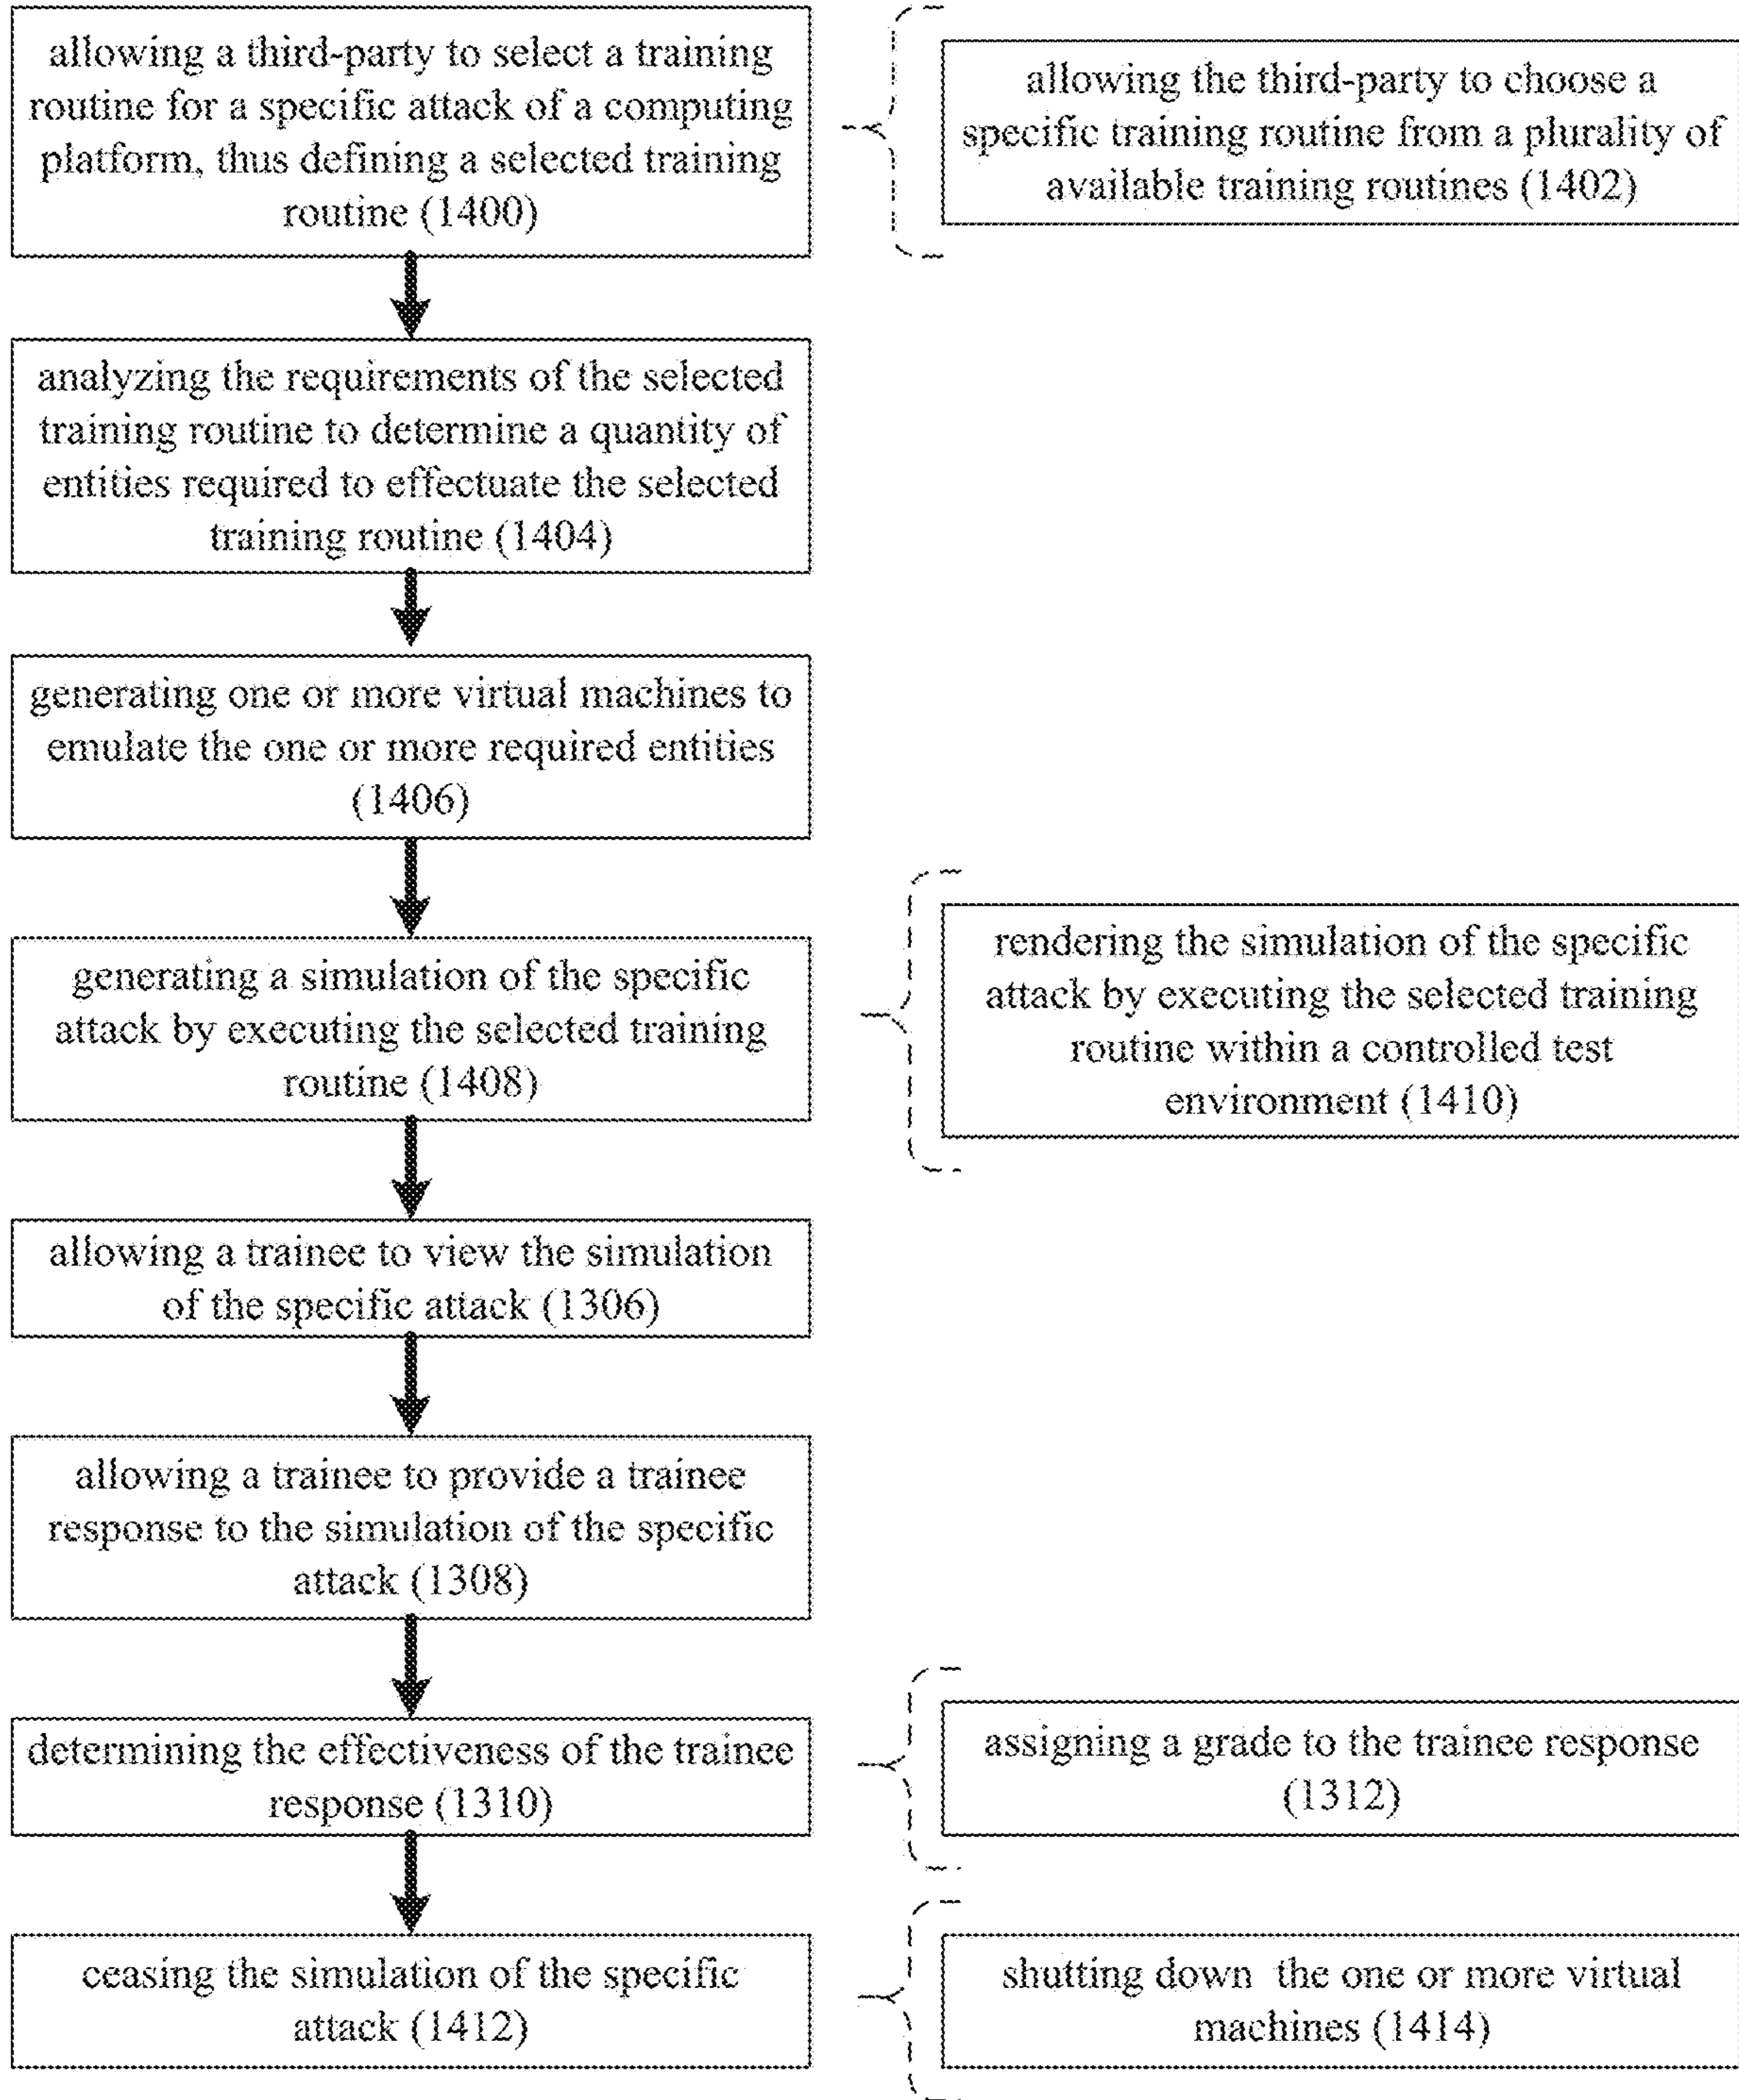 allowing a third-party to select a training
routine for a specific attack of a computing
platform, thus defining a selected training
routine (1400)
allowing the third-party to choose a
specific training routine from a plurality of
available training routines (1402)
analyzing the requirements of the selected
training routine to determine a quantity of
entities required to effectuate the selected
training routine (1404)
generating one or more virtual machines to
emulate the one or more required entities
(1406)
generating a simulation of the specific
attack by executing the selected training
routine (1408)
rendering the simulation of the specific
attack by executing the selected training
routine within a controlled test
environment (1410)
allowing a trainee to view the simulation
of the specific attack (1306)
allowing a trainee to provide a trainee
response to the simulation of the specific
attack (1308)
determining the effectiveness of the trainee
response (1310)
assigning a grade to the trainee response
(1312)
ceasing the simulation of the specific
attack (1412)
shutting down the one or more virtual
machines (1414)